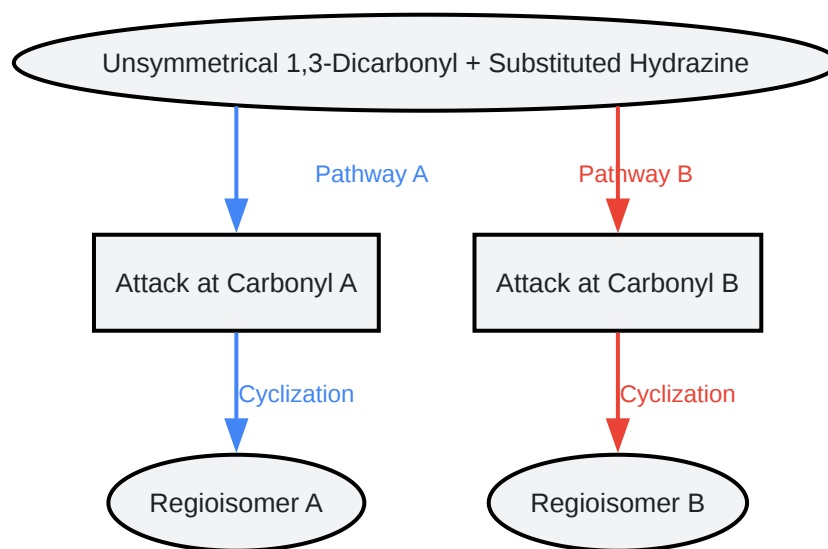 Unsymmetrical 1,3-Dicarbonyl + Substituted Hydrazine
Pathway A
Pathway B
Attack at Carbonyl A
Attack at Carbonyl B
Cyclization
Cyclization
Regioisomer A
Regioisomer B